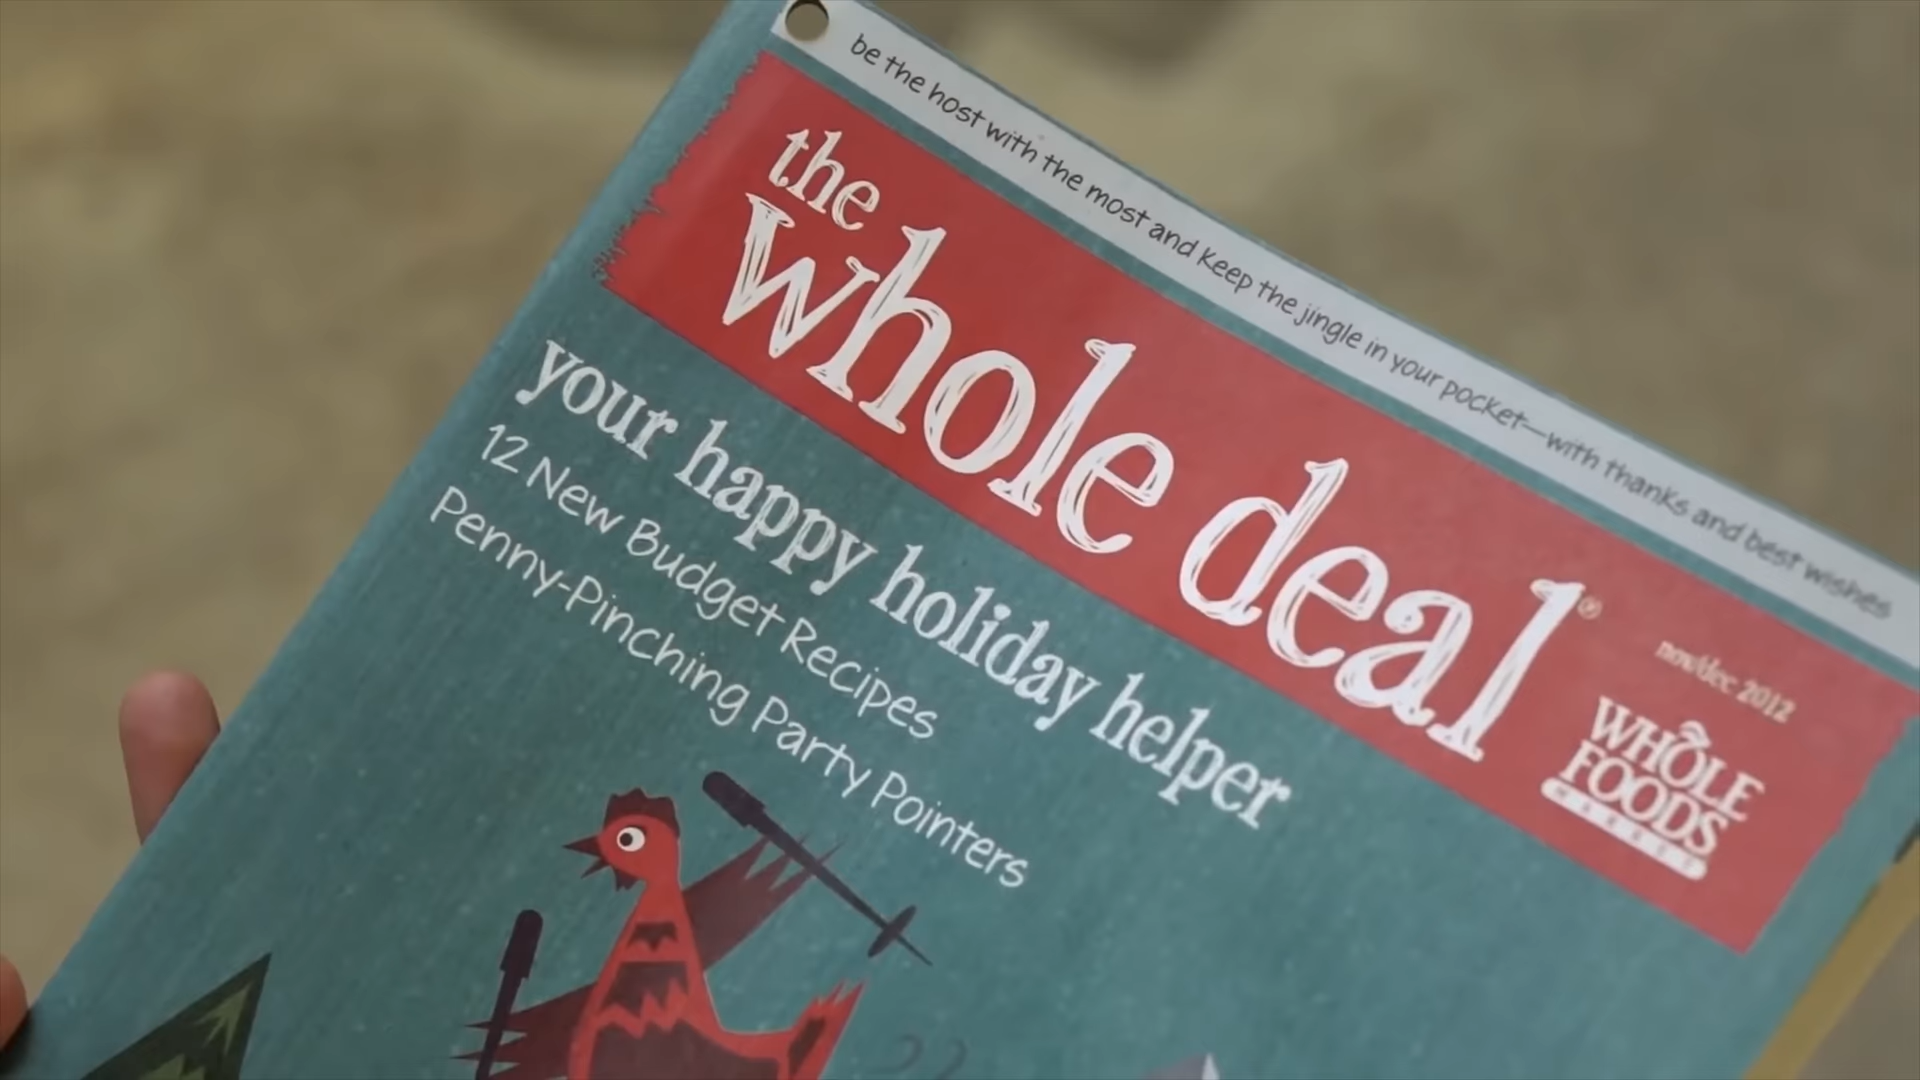 be the host with the most and keep the jingle in your pocket—with thanks and best wishes
the
whole deal®
nov/dec 2012
WHOLE
FOODS
MARKET
your happy holiday helper
12 New Budget Recipes
Penny-Pinching Party Pointers